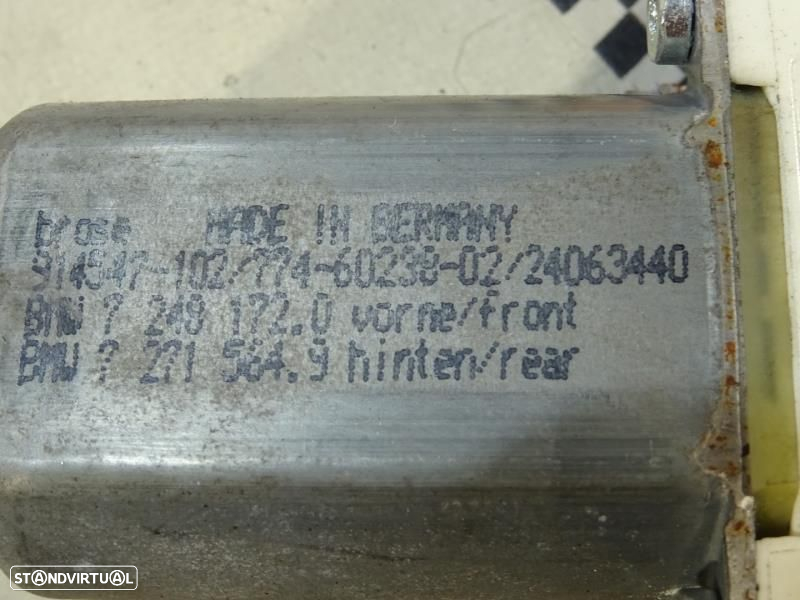 brose MADE IN GERMANY
914547-102/774-60238-02/24063440
BMW 7 248 172.0 vorne/front
BMW 7 271 564.9 hinten/rear
STANDVIRTUAL